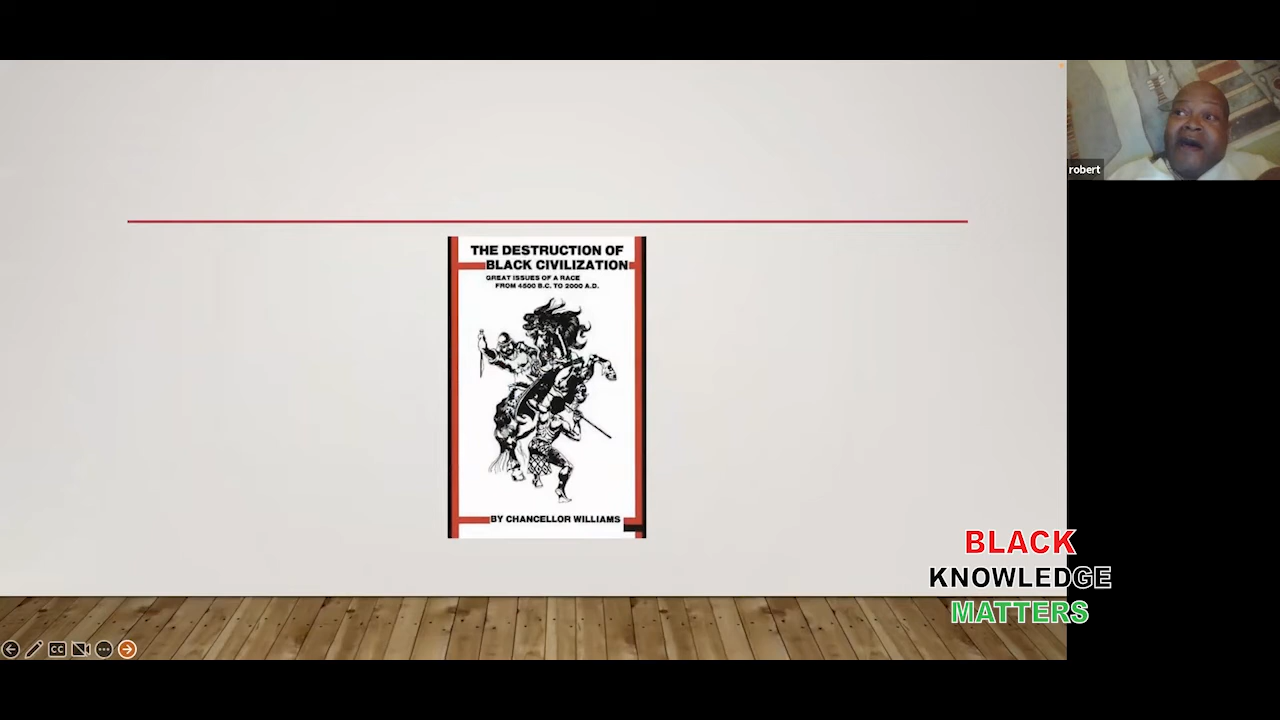 THE DESTRUCTION OF
BLACK CIVILIZATION
GREAT ISSUES OF A RACE
FROM 4500 B.C. TO 2000 A.D.
BY CHANCELLOR WILLIAMS
robert
BLACK
KNOWLEDGE
MATTERS
CC